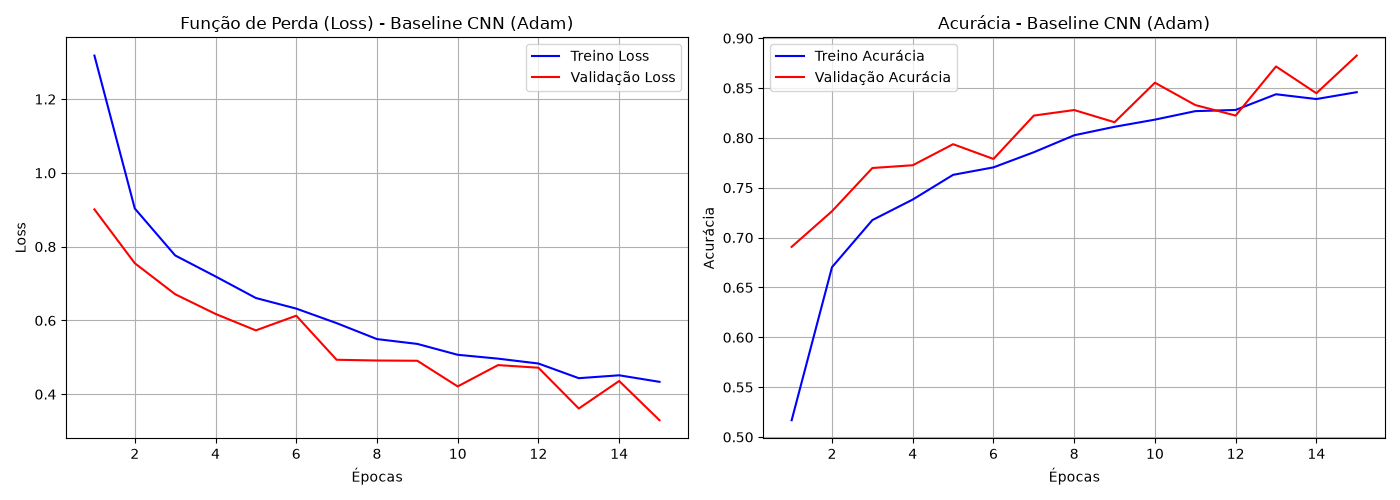 Função de Perda (Loss) - Baseline CNN (Adam)
Treino Loss
Validação Loss
1.2
1.0
0.8
0.6
0.4
Loss
2 4 6 8 10 12 14
Épocas
Acurácia - Baseline CNN (Adam)
Treino Acurácia
Validação Acurácia
0.90
0.85
0.80
0.75
0.70
0.65
0.60
0.55
0.50
Acurácia
2 4 6 8 10 12 14
Épocas